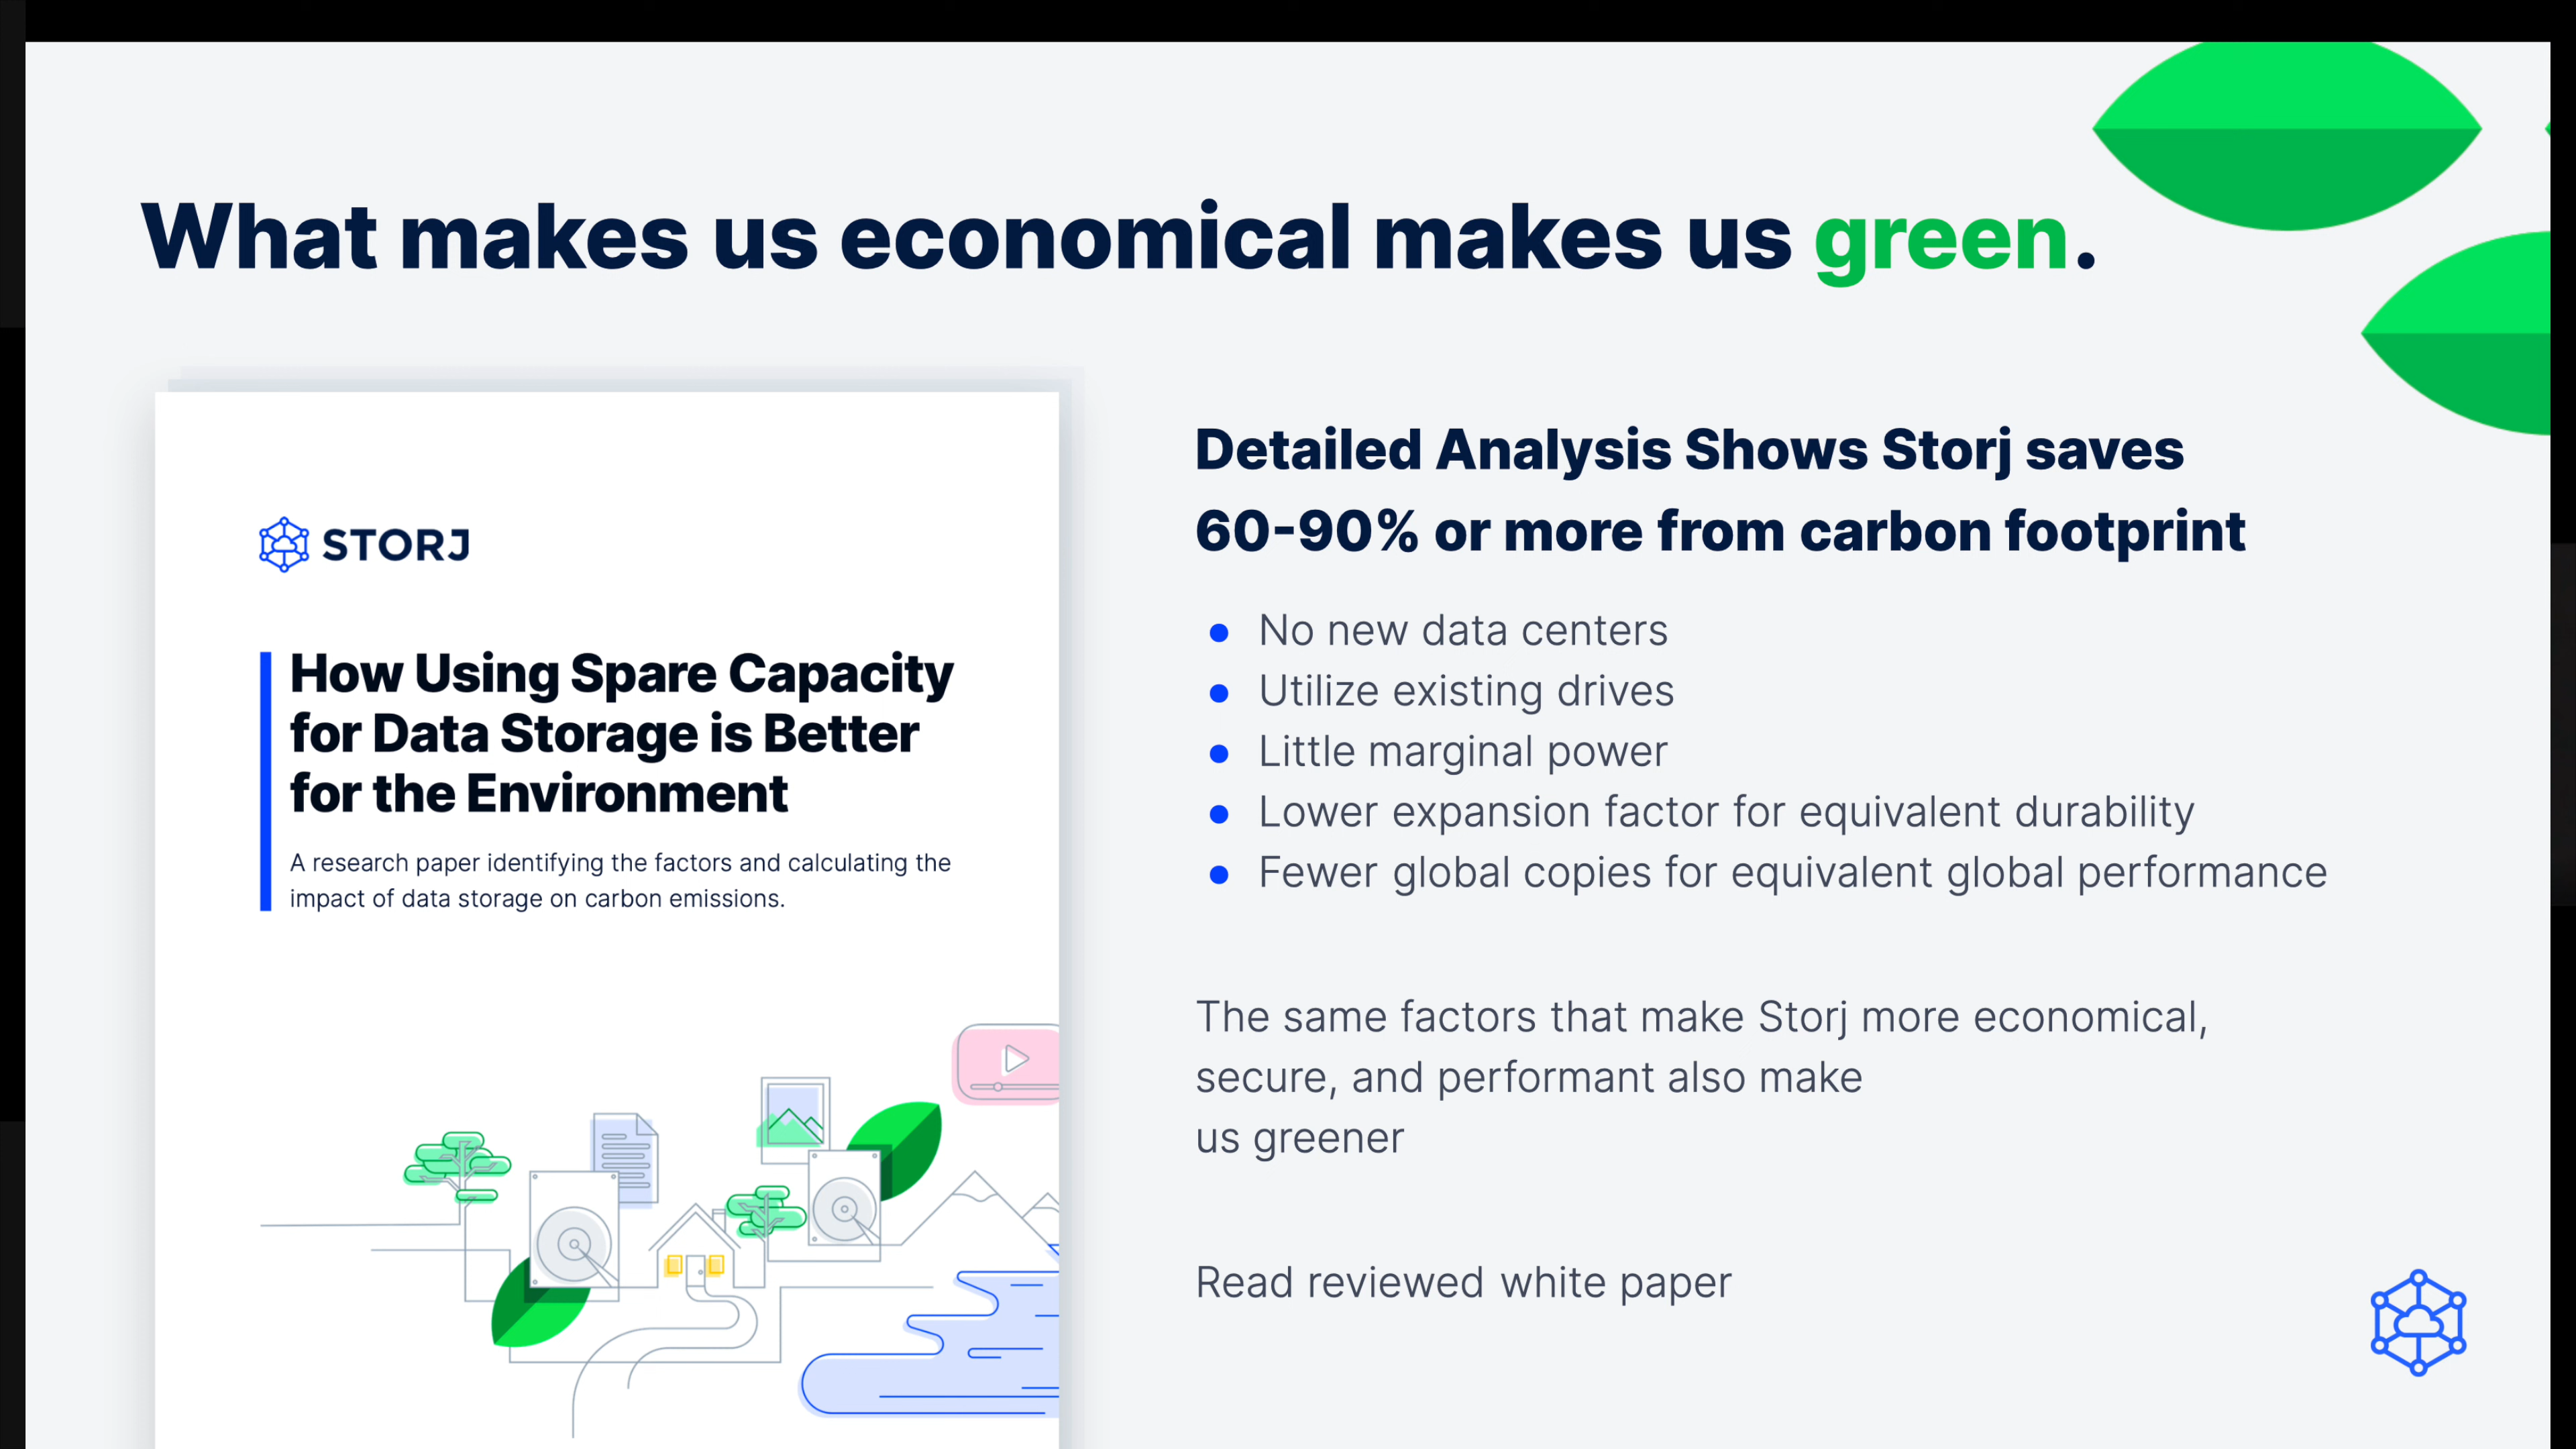 What makes us economical makes us green.
STORJ
How Using Spare Capacity
for Data Storage is Better
for the Environment
A research paper identifying the factors and calculating the
impact of data storage on carbon emissions.
Detailed Analysis Shows Storj saves
60-90% or more from carbon footprint
• No new data centers
• Utilize existing drives
• Little marginal power
• Lower expansion factor for equivalent durability
• Fewer global copies for equivalent global performance
The same factors that make Storj more economical,
secure, and performant also make
us greener
Read reviewed white paper